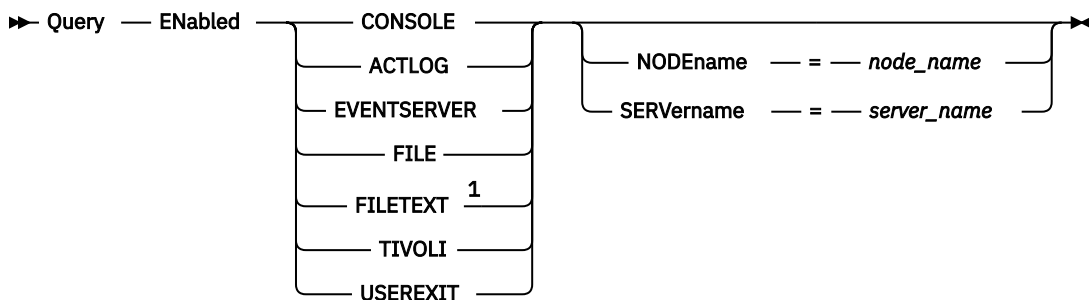 Query ENabled CONSOLE
ACTLOG NODEname = node_name
EVENTSERVER SERVername = server_name
FILE
FILETEXT 1
TIVOLI
USEREXIT